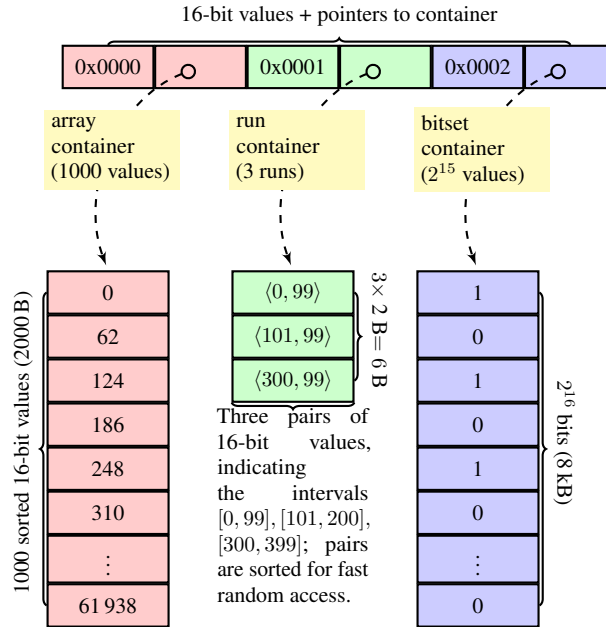 16-bit values + pointers to container
0x0000
0x0001
0x0002
array
container
(1000 values)
run
container
(3 runs)
bitset
container
(2^15 values)
1000 sorted 16-bit values (2000 B)
0
62
124
186
248
310
⋮
61 938
⟨0, 99⟩
⟨101, 99⟩
⟨300, 99⟩
3× 2 B= 6 B
Three pairs of
16-bit values,
indicating
the intervals
[0, 99], [101, 200],
[300, 399]; pairs
are sorted for fast
random access.
1
0
1
0
1
0
⋮
0
2^16 bits (8 kB)